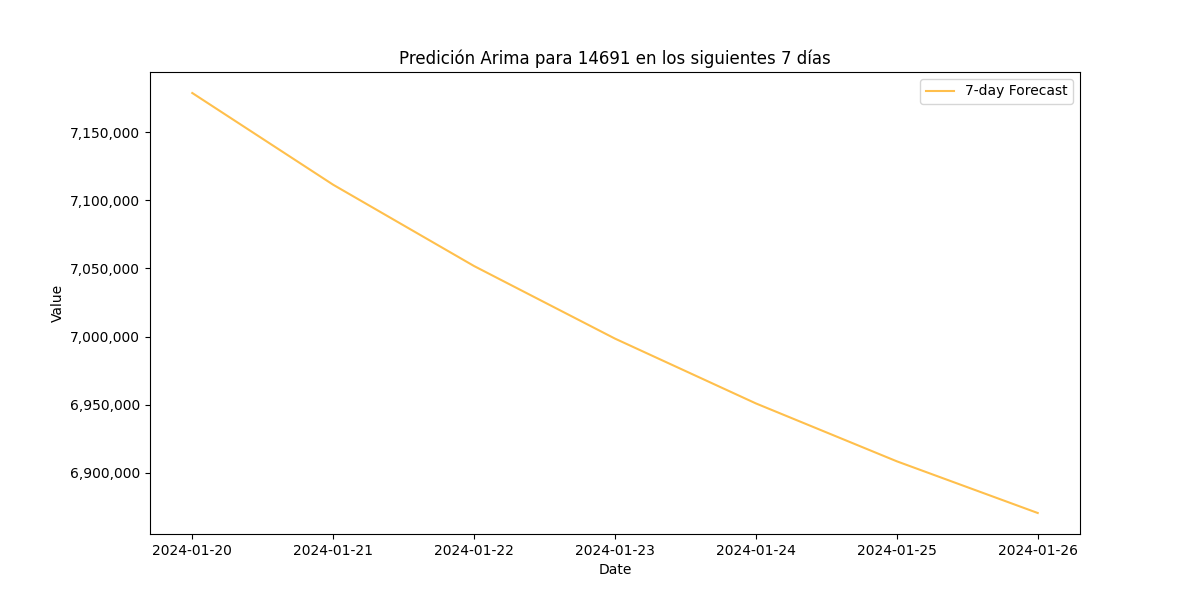 Predición Arima para 14691 en los siguientes 7 días
7-day Forecast
Value
7,150,000
7,100,000
7,050,000
7,000,000
6,950,000
6,900,000
2024-01-20 2024-01-21 2024-01-22 2024-01-23 2024-01-24 2024-01-25 2024-01-26
Date